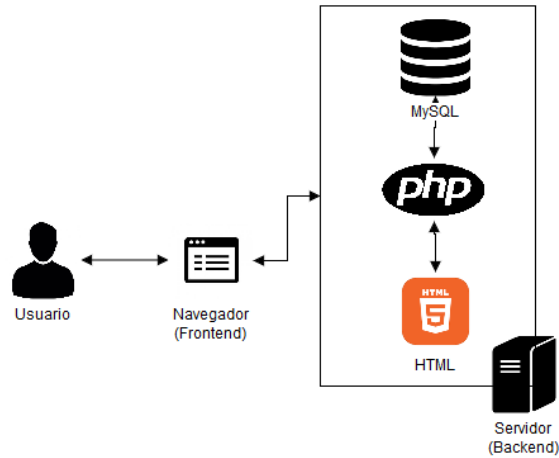 MySQL
php
HTML
5
HTML
Usuario
Navegador
(Frontend)
Servidor
(Backend)